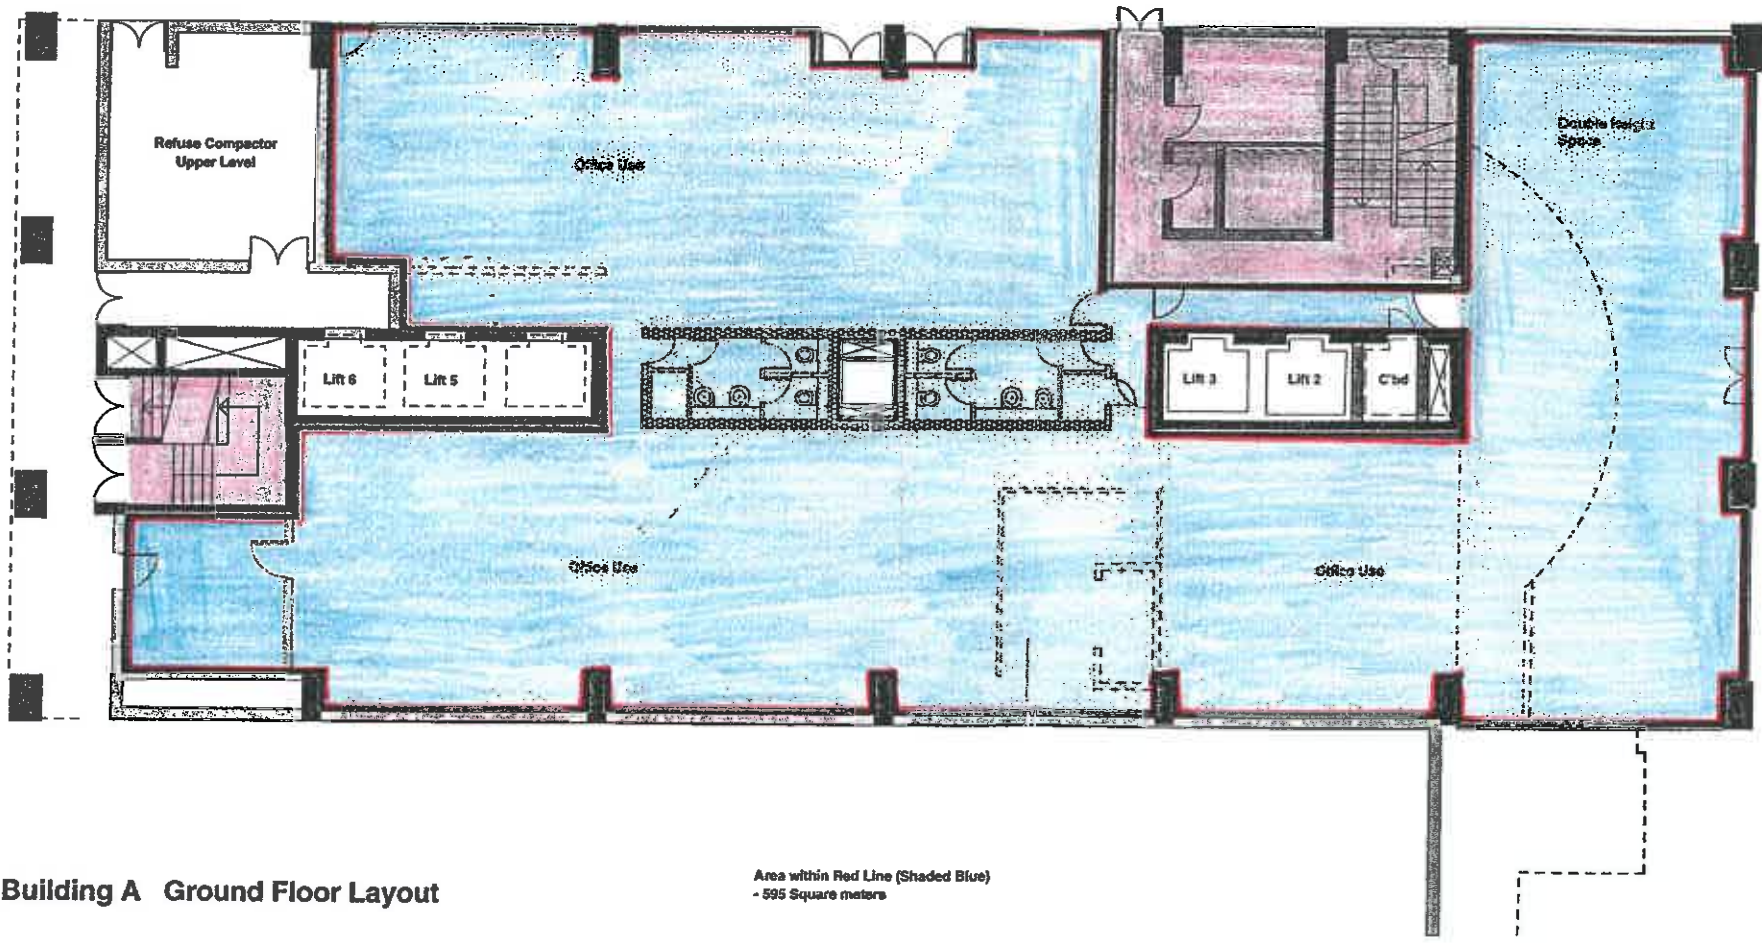 Refuse Compactor
Upper Level
Office Use
Double height
Space
Lift 6
Lift 5
Lift 3
Lift 2
C'bd
Office Use
Office Use
Building A Ground Floor Layout
Area within Red Line (Shaded Blue)
- 595 Square meters